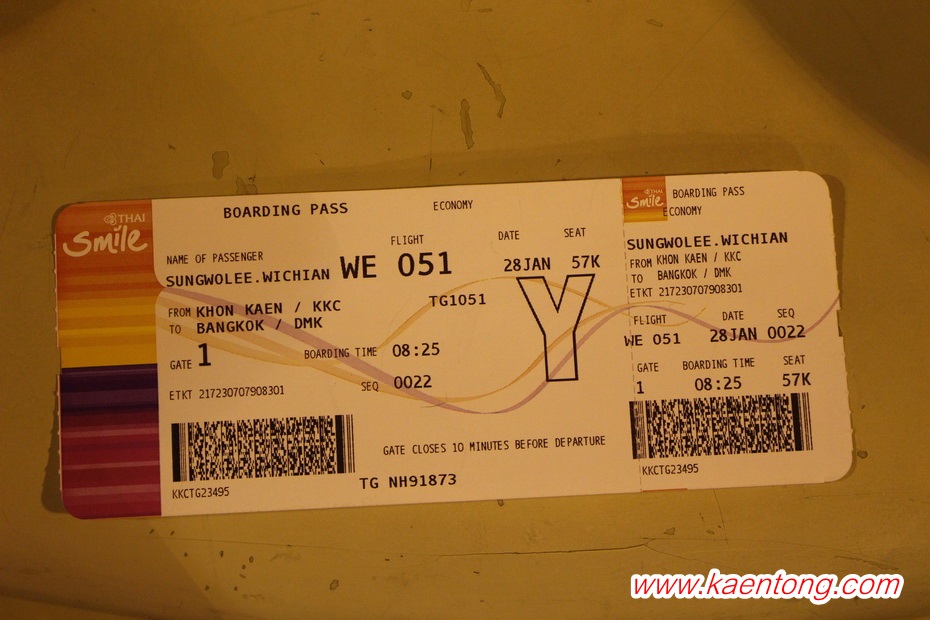 THAI
Smile
BOARDING PASS
ECONOMY
NAME OF PASSENGER
SUNGWOLEE.WICHIAN
FLIGHT
WE 051
DATE
28JAN
SEAT
57K
FROM KHON KAEN / KKC
TO BANGKOK / DMK
TG1051
Y
GATE 1
BOARDING TIME 08:25
ETKT 217230707908301
SEQ 0022
GATE CLOSES 10 MINUTES BEFORE DEPARTURE
KKCTG23495
TG NH91873
THAI
Smile
BOARDING PASS
ECONOMY
SUNGWOLEE.WICHIAN
FROM KHON KAEN / KKC
TO BANGKOK / DMK
ETKT 217230707908301
FLIGHT DATE SEQ
WE 051 28JAN 0022
GATE BOARDING TIME SEAT
1 08:25 57K
KKCTG23495
www.kaentong.com